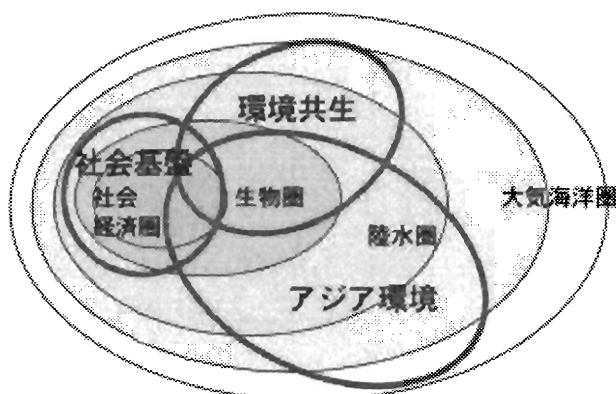 環境共生
社会基盤
社会
経済圏
生物圏
大気海洋圏
陸水圏
アジア環境